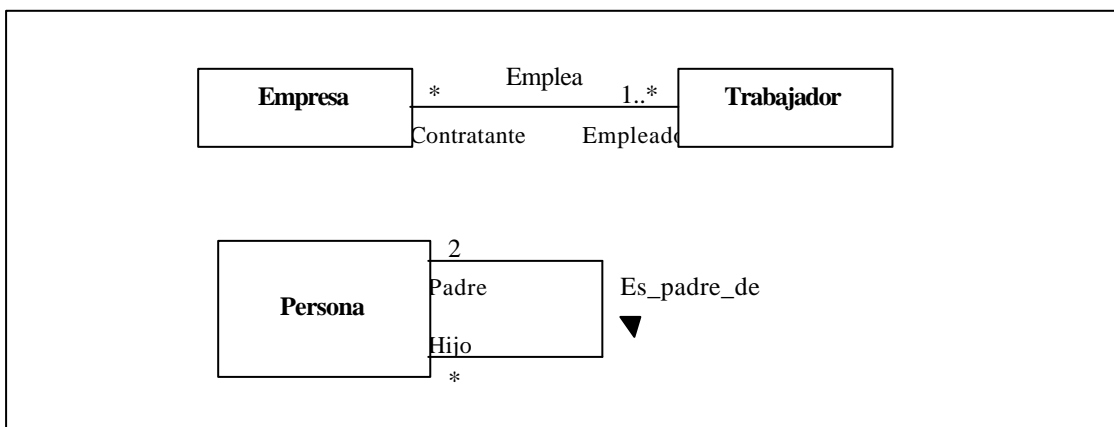 Emplea
Empresa
*
1..*
Trabajador
Contratante
Empleado
2
Padre
Es_padre_de
Persona
Hijo
*